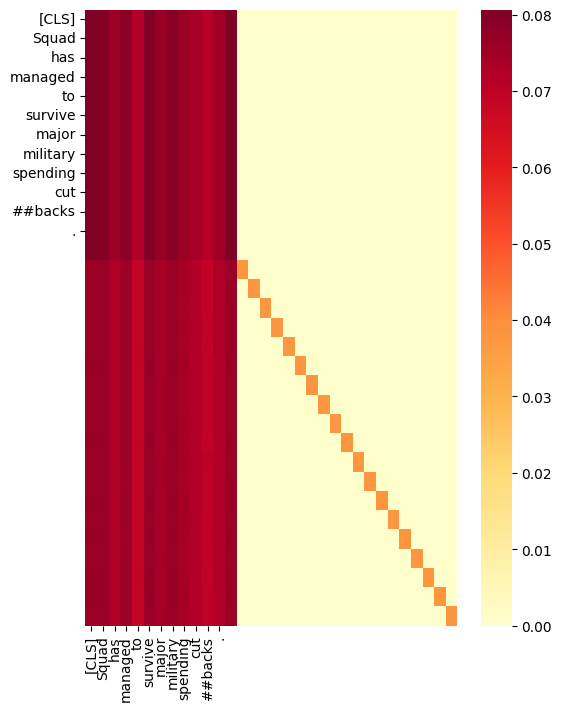 [CLS]
Squad
has
managed
to
survive
major
military
spending
cut
##backs
.
0.08
0.07
0.06
0.05
0.04
0.03
0.02
0.01
0.00
[CLS]
Squad
has
managed
to
survive
major
military
spending
cut
##backs
.